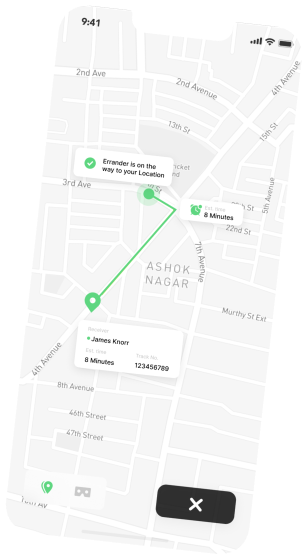 9:41
2nd Ave
2nd Avenue
4th Avenue
13th St
15th St
Errander is on the
way to your Location
3rd Ave
5th Avenue
Est. time
8 Minutes
22nd St
7th Avenue
ASHOK
NAGAR
Murthy St Ext
Receiver
James Knorr
Est. time
8 Minutes
Track No.
123456789
4th Avenue
8th Avenue
46th Street
47th Street